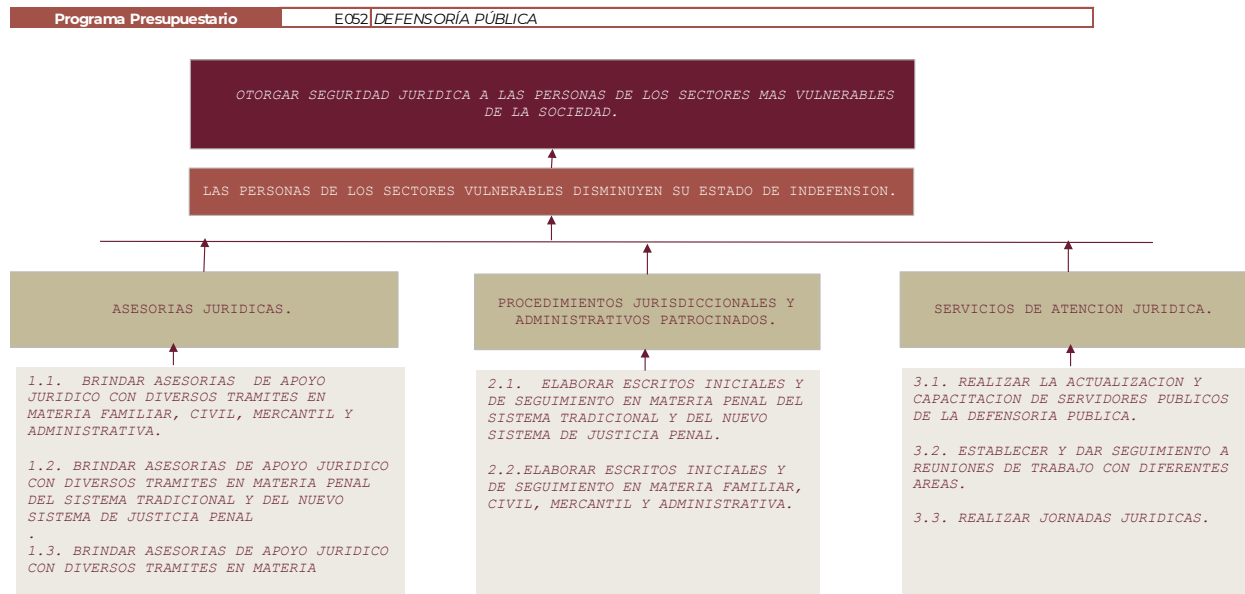 Programa Presupuestario E052 DEFENSORÍA PÚBLICA
OTORGAR SEGURIDAD JURIDICA A LAS PERSONAS DE LOS SECTORES MAS VULNERABLES
DE LA SOCIEDAD.
LAS PERSONAS DE LOS SECTORES VULNERABLES DISMINUYEN SU ESTADO DE INDEFENSION.
ASESORIAS JURIDICAS.
PROCEDIMIENTOS JURISDICCIONALES Y
ADMINISTRATIVOS PATROCINADOS.
SERVICIOS DE ATENCION JURIDICA.
1.1. BRINDAR ASESORIAS DE APOYO
JURIDICO CON DIVERSOS TRAMITES EN
MATERIA FAMILIAR, CIVIL, MERCANTIL Y
ADMINISTRATIVA.
1.2. BRINDAR ASESORIAS DE APOYO JURIDICO
CON DIVERSOS TRAMITES EN MATERIA PENAL
DEL SISTEMA TRADICIONAL Y DEL NUEVO
SISTEMA DE JUSTICIA PENAL
.
1.3. BRINDAR ASESORIAS DE APOYO JURIDICO
CON DIVERSOS TRAMITES EN MATERIA
2.1. ELABORAR ESCRITOS INICIALES Y
DE SEGUIMIENTO EN MATERIA PENAL DEL
SISTEMA TRADICIONAL Y DEL NUEVO
SISTEMA DE JUSTICIA PENAL.
2.2.ELABORAR ESCRITOS INICIALES Y
DE SEGUIMIENTO EN MATERIA FAMILIAR,
CIVIL, MERCANTIL Y ADMINISTRATIVA.
3.1. REALIZAR LA ACTUALIZACION Y
CAPACITACION DE SERVIDORES PUBLICOS
DE LA DEFENSORIA PUBLICA.
3.2. ESTABLECER Y DAR SEGUIMIENTO A
REUNIONES DE TRABAJO CON DIFERENTES
AREAS.
3.3. REALIZAR JORNADAS JURIDICAS.